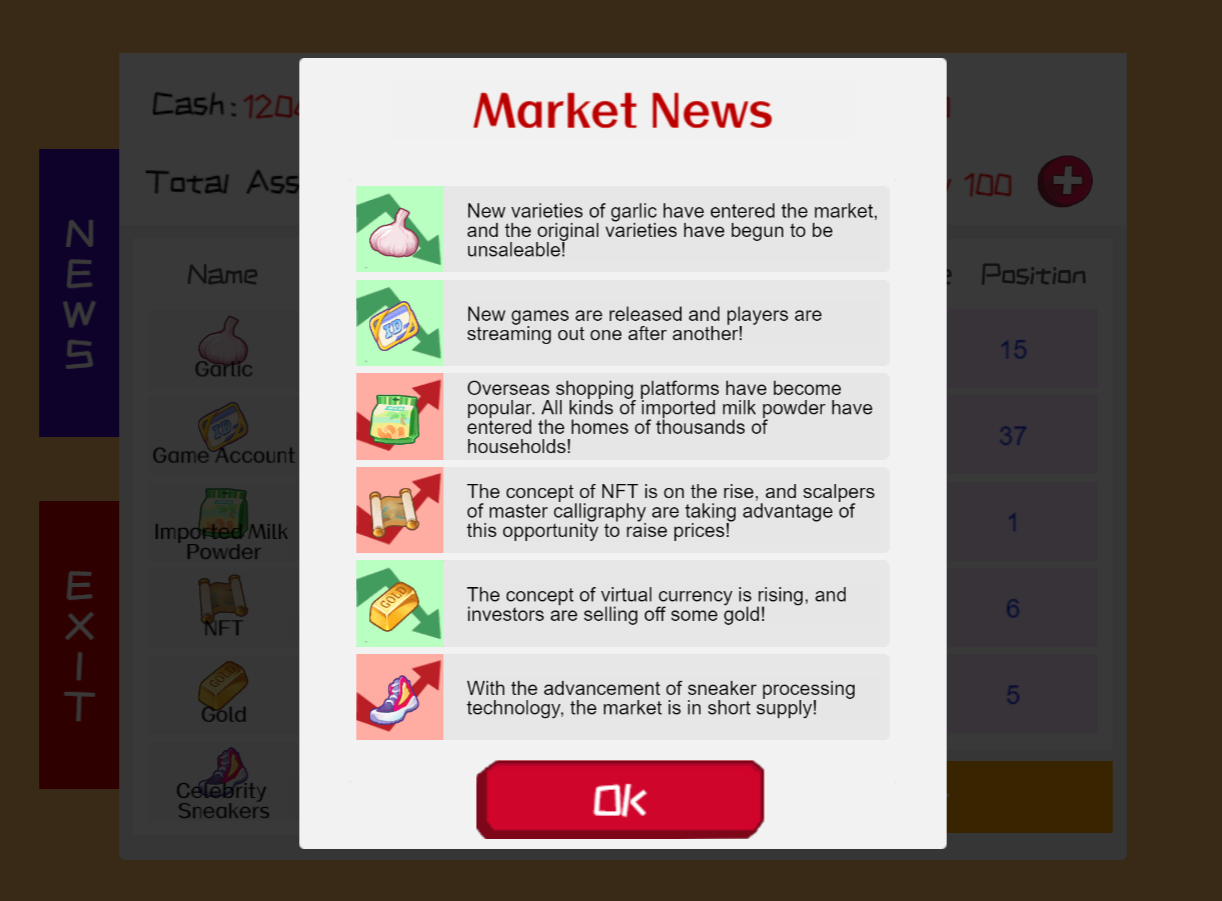 Market News
Cash:
Total
100
NEWS
EXIT
Name
Position
Garlic
15
Game Account
37
Imported Milk
Powder
1
NFT
6
Gold
GOLD
5
Celebrity
Sneakers
New varieties of garlic have entered the market,
and the original varieties have begun to be
unsaleable!
ID
New games are released and players are
streaming out one after another!
Overseas shopping platforms have become
popular. All kinds of imported milk powder have
entered the homes of thousands of
households!
The concept of NFT is on the rise, and scalpers
of master calligraphy are taking advantage of
this opportunity to raise prices!
GOLD
The concept of virtual currency is rising, and
investors are selling off some gold!
With the advancement of sneaker processing
technology, the market is in short supply!
Ok